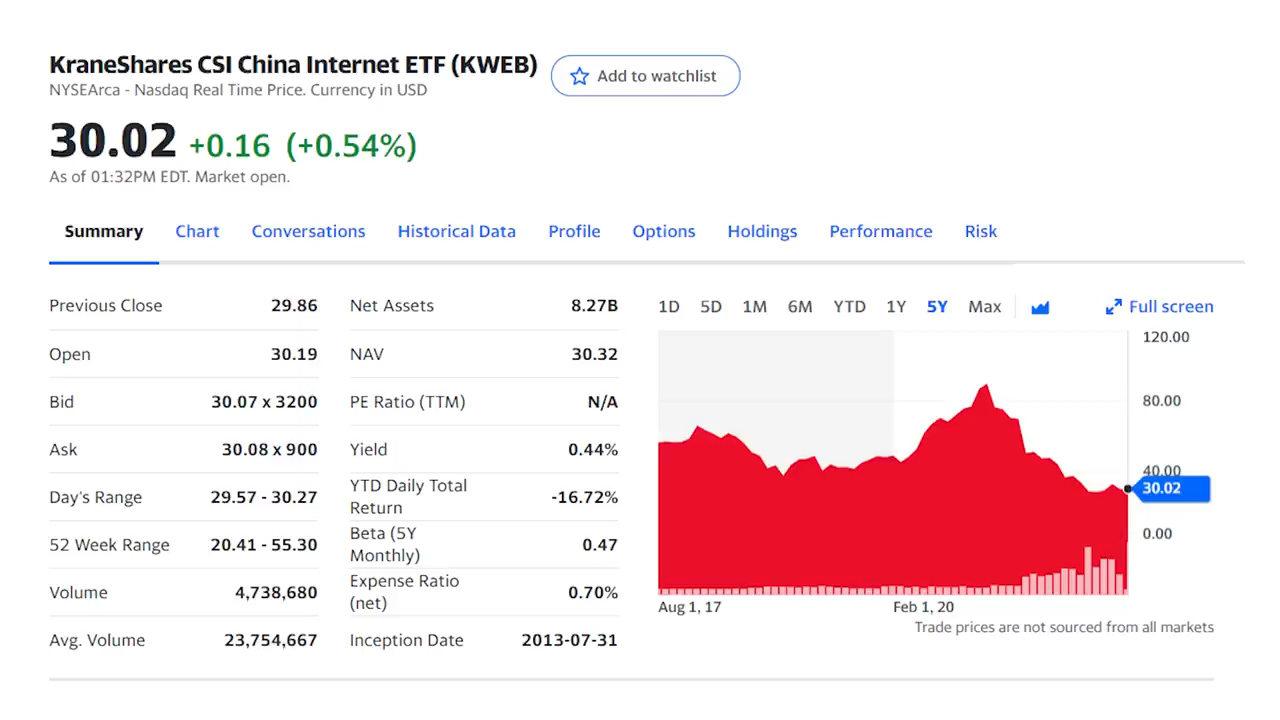 KraneShares CSI China Internet ETF (KWEB)
Add to watchlist
NYSEArca - Nasdaq Real Time Price. Currency in USD
30.02 +0.16 (+0.54%)
As of 01:32PM EDT. Market open.
Summary Chart Conversations Historical Data Profile Options Holdings Performance Risk
Previous Close 29.86
Open 30.19
Bid 30.07 x 3200
Ask 30.08 x 900
Day's Range 29.57 - 30.27
52 Week Range 20.41 - 55.30
Volume 4,738,680
Avg. Volume 23,754,667
Net Assets 8.27B
NAV 30.32
PE Ratio (TTM) N/A
Yield 0.44%
YTD Daily Total
Return -16.72%
Beta (5Y
Monthly) 0.47
Expense Ratio
(net) 0.70%
Inception Date 2013-07-31
1D 5D 1M 6M YTD 1Y 5Y Max Full screen
120.00
80.00
40.00
30.02
0.00
Aug 1, 17 Feb 1, 20
Trade prices are not sourced from all markets